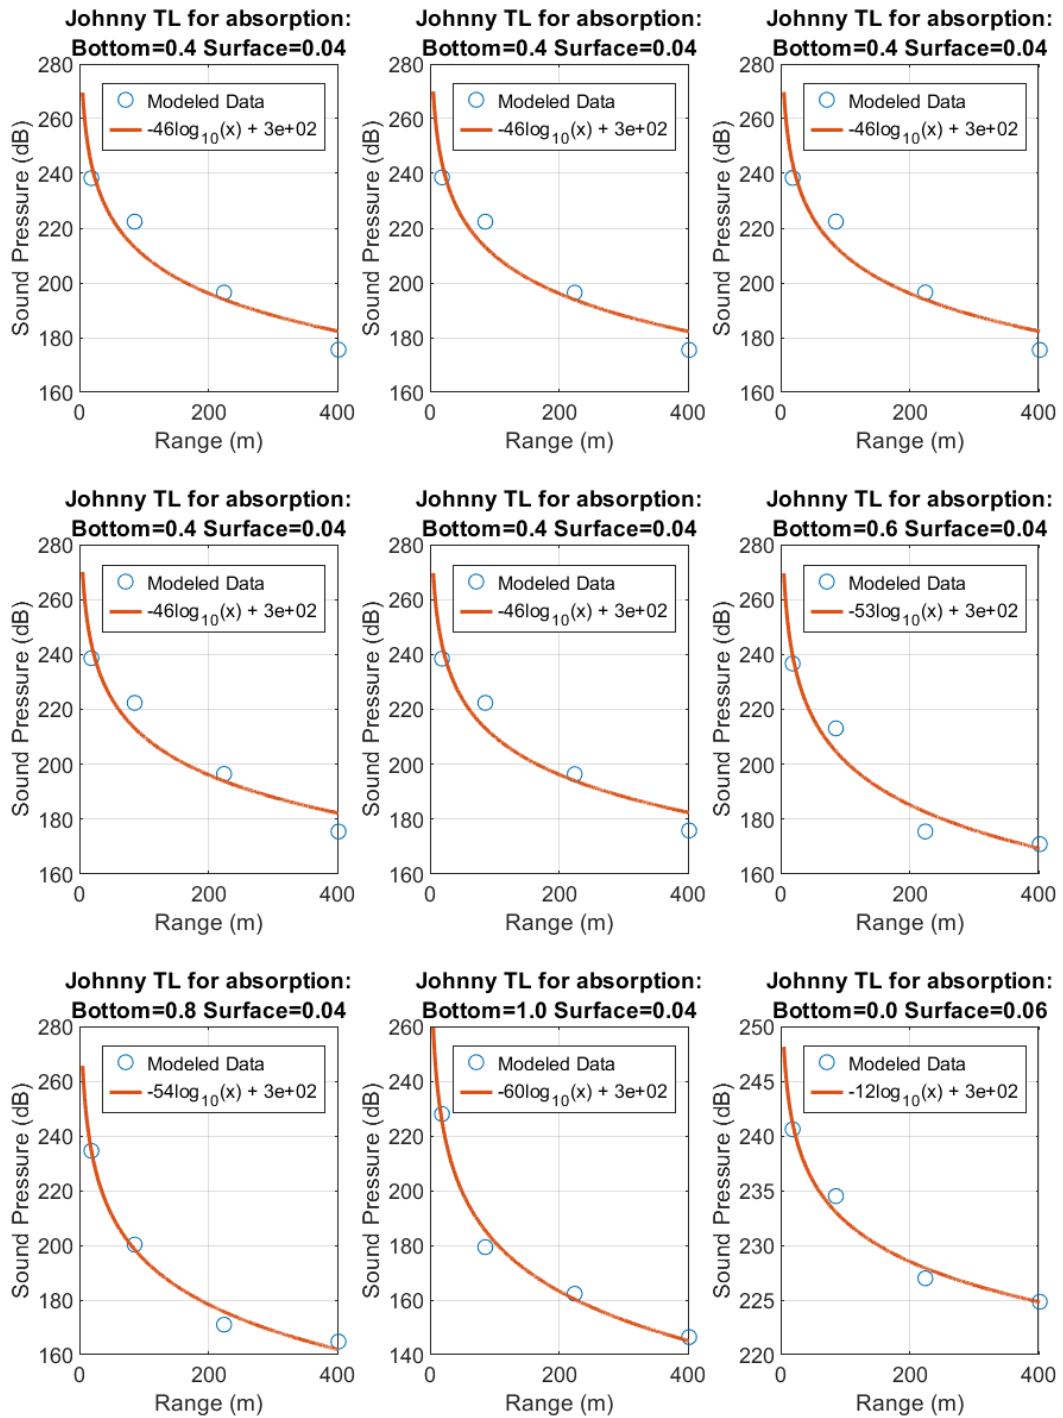 Johnny TL for absorption:
Bottom=0.4 Surface=0.04
280
260
240
220
200
180
160
Sound Pressure (dB)
Modeled Data
-46log10(x) + 3e+02
0
200
400
Range (m)
Johnny TL for absorption:
Bottom=0.4 Surface=0.04
280
260
240
220
200
180
160
Sound Pressure (dB)
Modeled Data
-46log10(x) + 3e+02
0
200
400
Range (m)
Johnny TL for absorption:
Bottom=0.4 Surface=0.04
280
260
240
220
200
180
160
Sound Pressure (dB)
Modeled Data
-46log10(x) + 3e+02
0
200
400
Range (m)
Johnny TL for absorption:
Bottom=0.4 Surface=0.04
280
260
240
220
200
180
160
Sound Pressure (dB)
Modeled Data
-46log10(x) + 3e+02
0
200
400
Range (m)
Johnny TL for absorption:
Bottom=0.4 Surface=0.04
280
260
240
220
200
180
160
Sound Pressure (dB)
Modeled Data
-46log10(x) + 3e+02
0
200
400
Range (m)
Johnny TL for absorption:
Bottom=0.6 Surface=0.04
280
260
240
220
200
180
160
Sound Pressure (dB)
Modeled Data
-53log10(x) + 3e+02
0
200
400
Range (m)
Johnny TL for absorption:
Bottom=0.8 Surface=0.04
280
260
240
220
200
180
160
Sound Pressure (dB)
Modeled Data
-54log10(x) + 3e+02
0
200
400
Range (m)
Johnny TL for absorption:
Bottom=1.0 Surface=0.04
260
240
220
200
180
160
140
Sound Pressure (dB)
Modeled Data
-60log10(x) + 3e+02
0
200
400
Range (m)
Johnny TL for absorption:
Bottom=0.0 Surface=0.06
250
245
240
235
230
225
220
Sound Pressure (dB)
Modeled Data
-12log10(x) + 3e+02
0
200
400
Range (m)